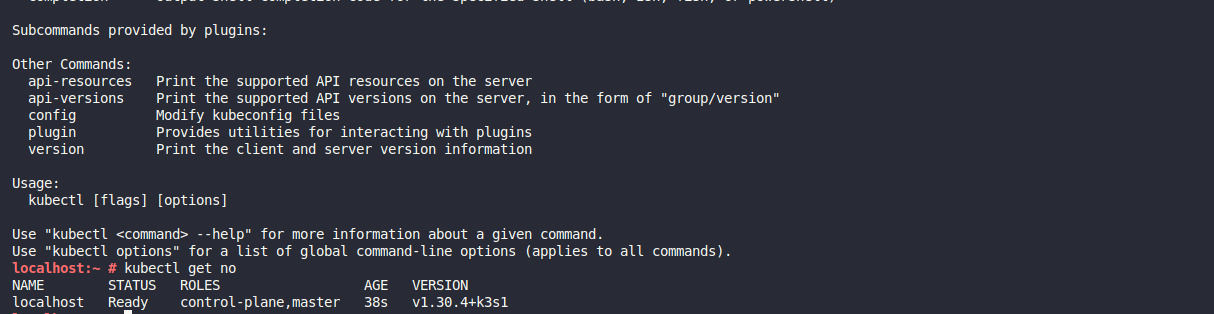 Subcommands provided by plugins:
Other Commands:
api-resources   Print the supported API resources on the server
api-versions    Print the supported API versions on the server, in the form of "group/version"
config          Modify kubeconfig files
plugin          Provides utilities for interacting with plugins
version         Print the client and server version information
Usage:
kubectl [flags] [options]
Use "kubectl <command> --help" for more information about a given command.
Use "kubectl options" for a list of global command-line options (applies to all commands).
localhost:~ # kubectl get no
NAME        STATUS   ROLES                  AGE   VERSION
localhost   Ready    control-plane,master   38s   v1.30.4+k3s1